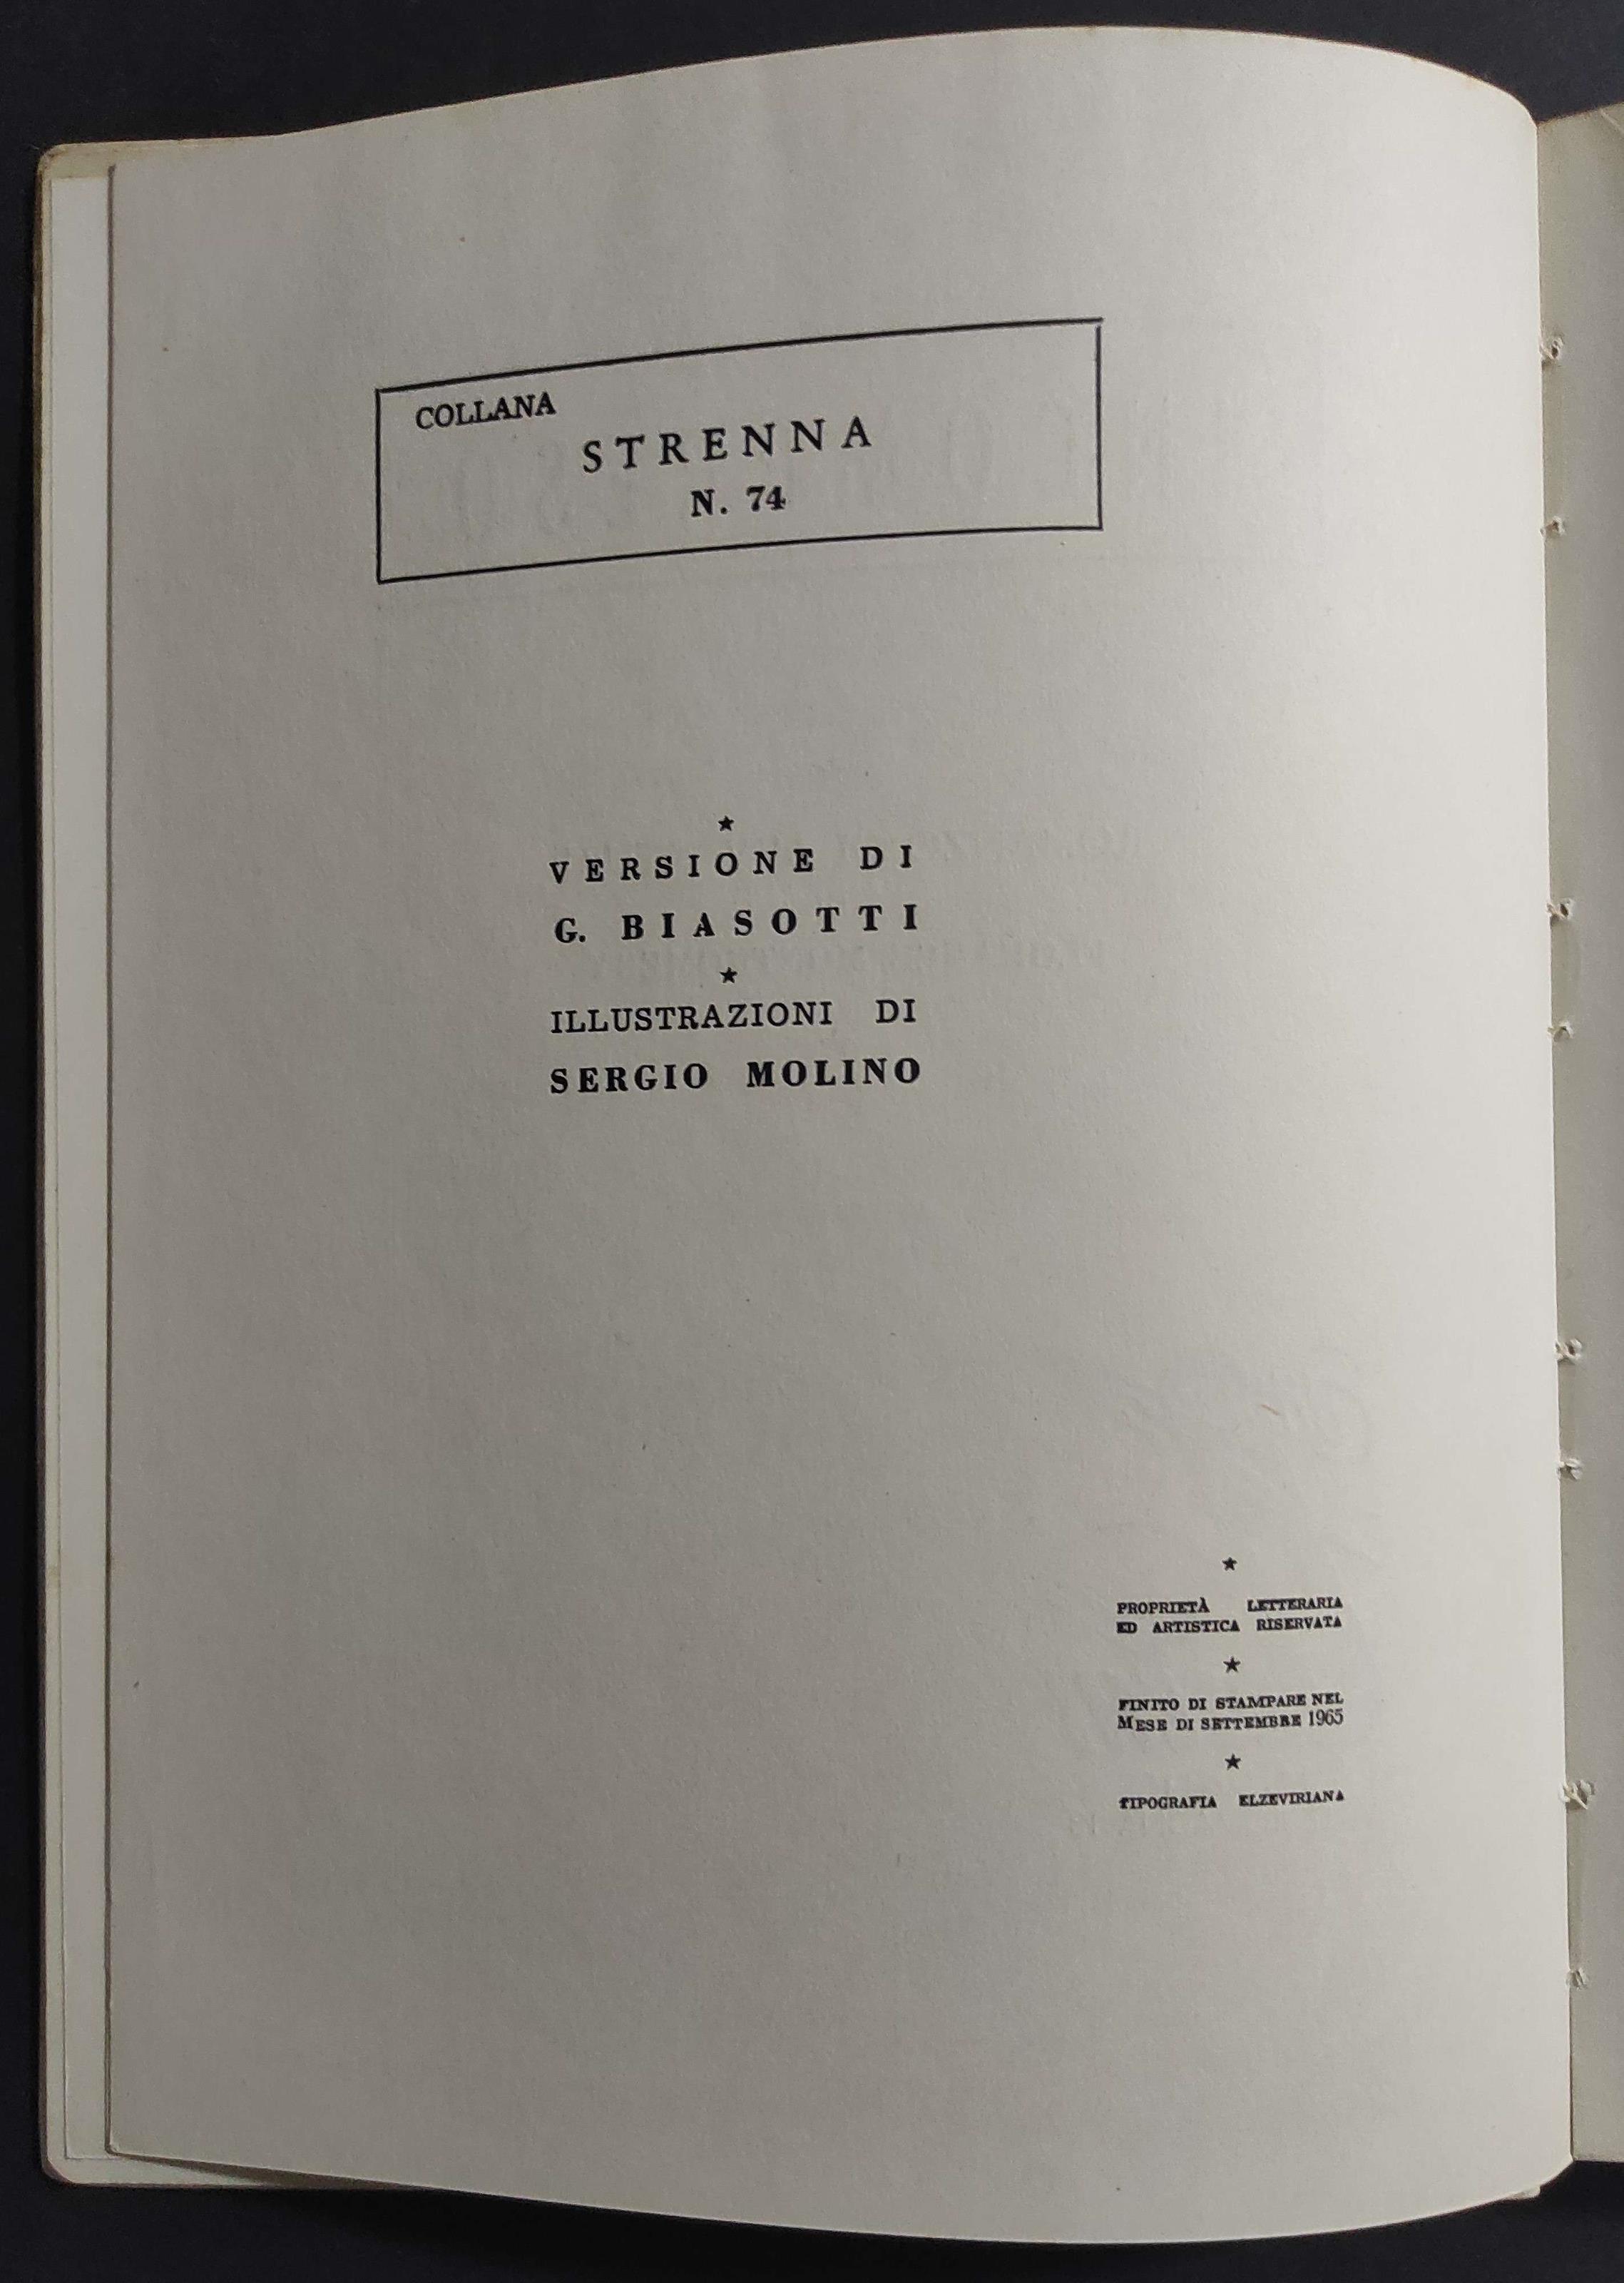 COLLANA
STRENNA
N. 74
★
VERSIONE DI
G. BIASOTTI
★
ILLUSTRAZIONI DI
SERGIO MOLINO
★
PROPRIETÀ LETTERARIA
ED ARTISTICA RISERVATA
★
FINITO DI STAMPARE NEL
MESE DI SETTEMBRE 1965
★
TIPOGRAFIA ELZEVIRIANA